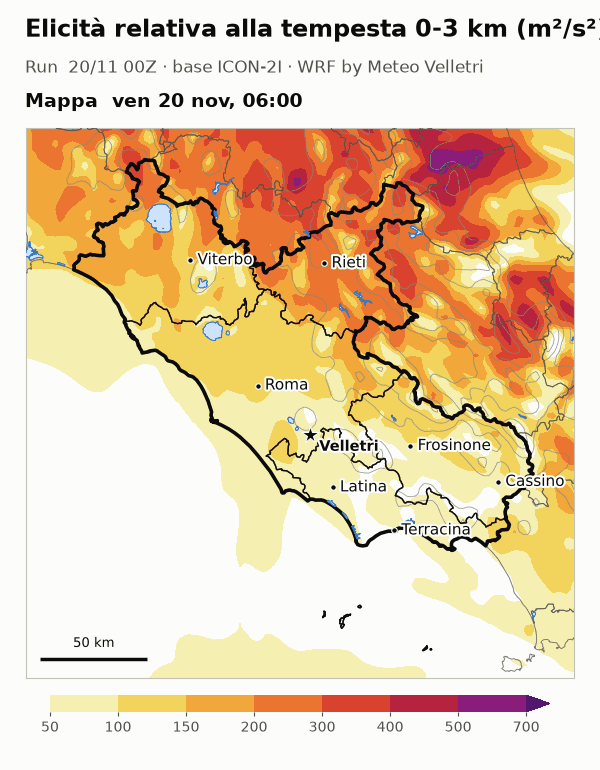 Elicità relativa alla tempesta 0-3 km (m²/s²)
Run  20/11 00Z · base ICON-2I · WRF by Meteo Velletri
Mappa  ven 20 nov, 06:00
Viterbo
Rieti
Roma
Velletri
Frosinone
Cassino
Latina
Terracina
50 km
50 100 150 200 300 400 500 700